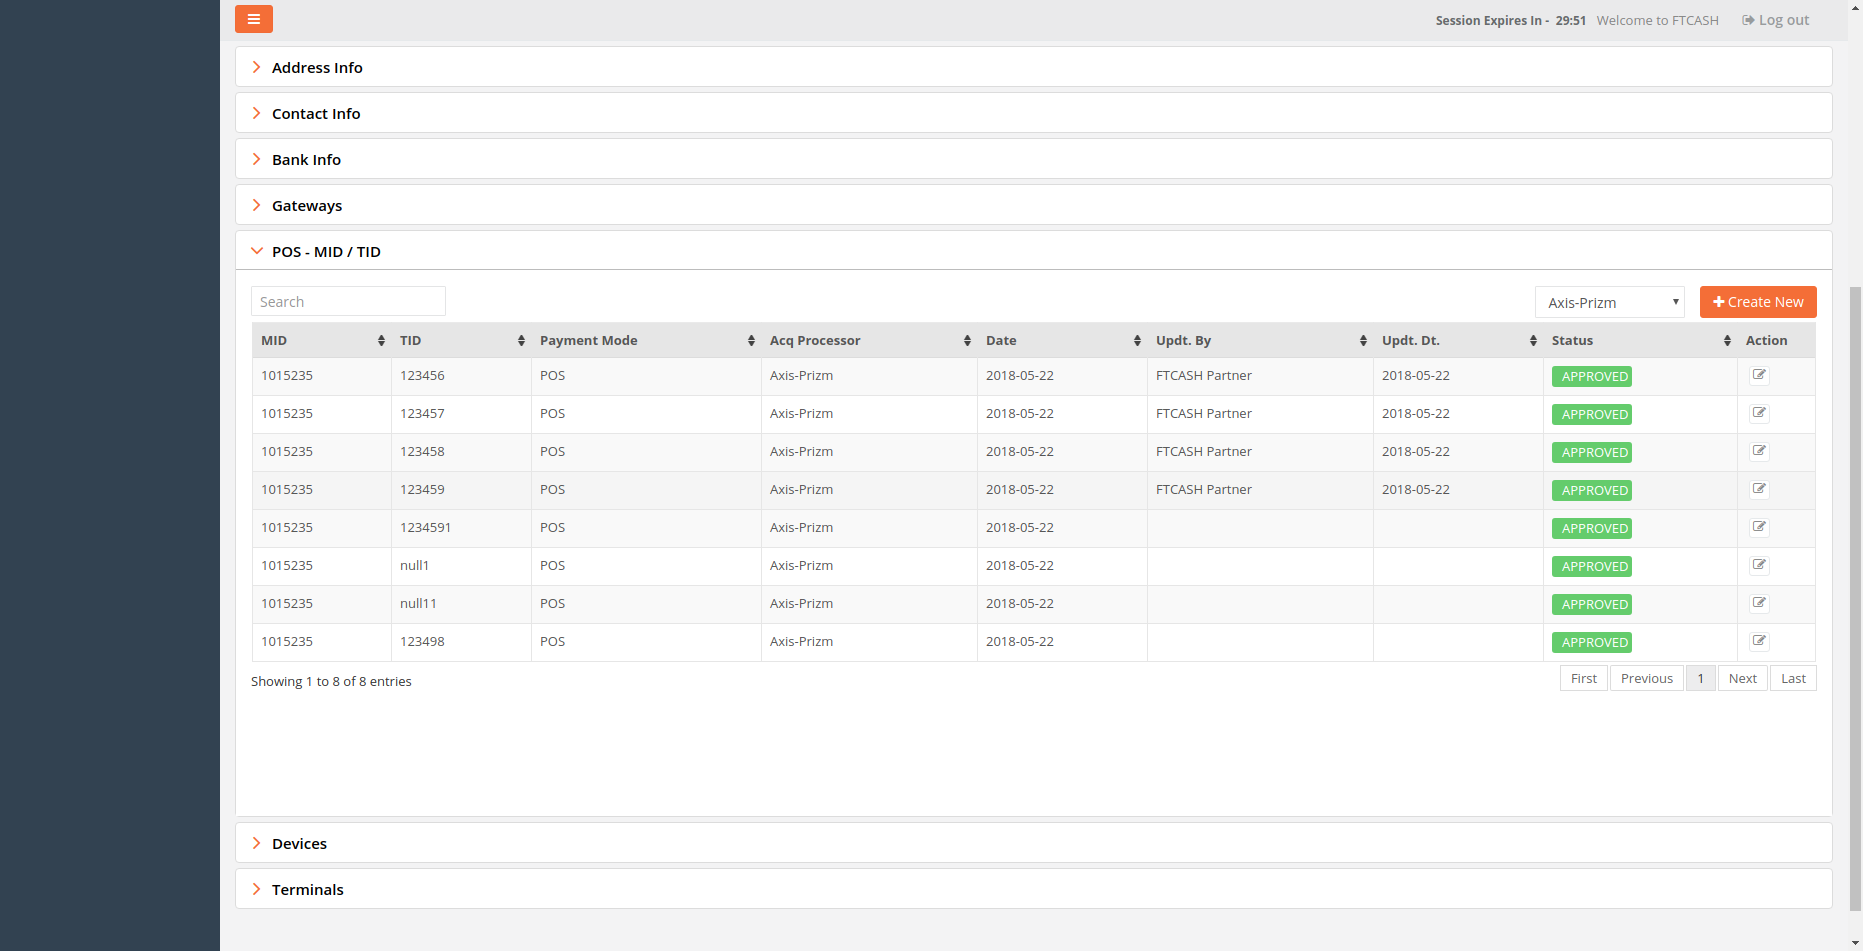 Session Expires In - 29:51 Welcome to FTCASH Log out
Address Info
Contact Info
Bank Info
Gateways
POS - MID / TID
Search Axis-Prizm Create New
MID TID Payment Mode Acq Processor Date Updt. By Updt. Dt. Status Action
1015235 123456 POS Axis-Prizm 2018-05-22 FTCASH Partner 2018-05-22 APPROVED
1015235 123457 POS Axis-Prizm 2018-05-22 FTCASH Partner 2018-05-22 APPROVED
1015235 123458 POS Axis-Prizm 2018-05-22 FTCASH Partner 2018-05-22 APPROVED
1015235 123459 POS Axis-Prizm 2018-05-22 FTCASH Partner 2018-05-22 APPROVED
1015235 1234591 POS Axis-Prizm 2018-05-22 APPROVED
1015235 null1 POS Axis-Prizm 2018-05-22 APPROVED
1015235 null11 POS Axis-Prizm 2018-05-22 APPROVED
1015235 123498 POS Axis-Prizm 2018-05-22 APPROVED
Showing 1 to 8 of 8 entries First Previous 1 Next Last
Devices
Terminals